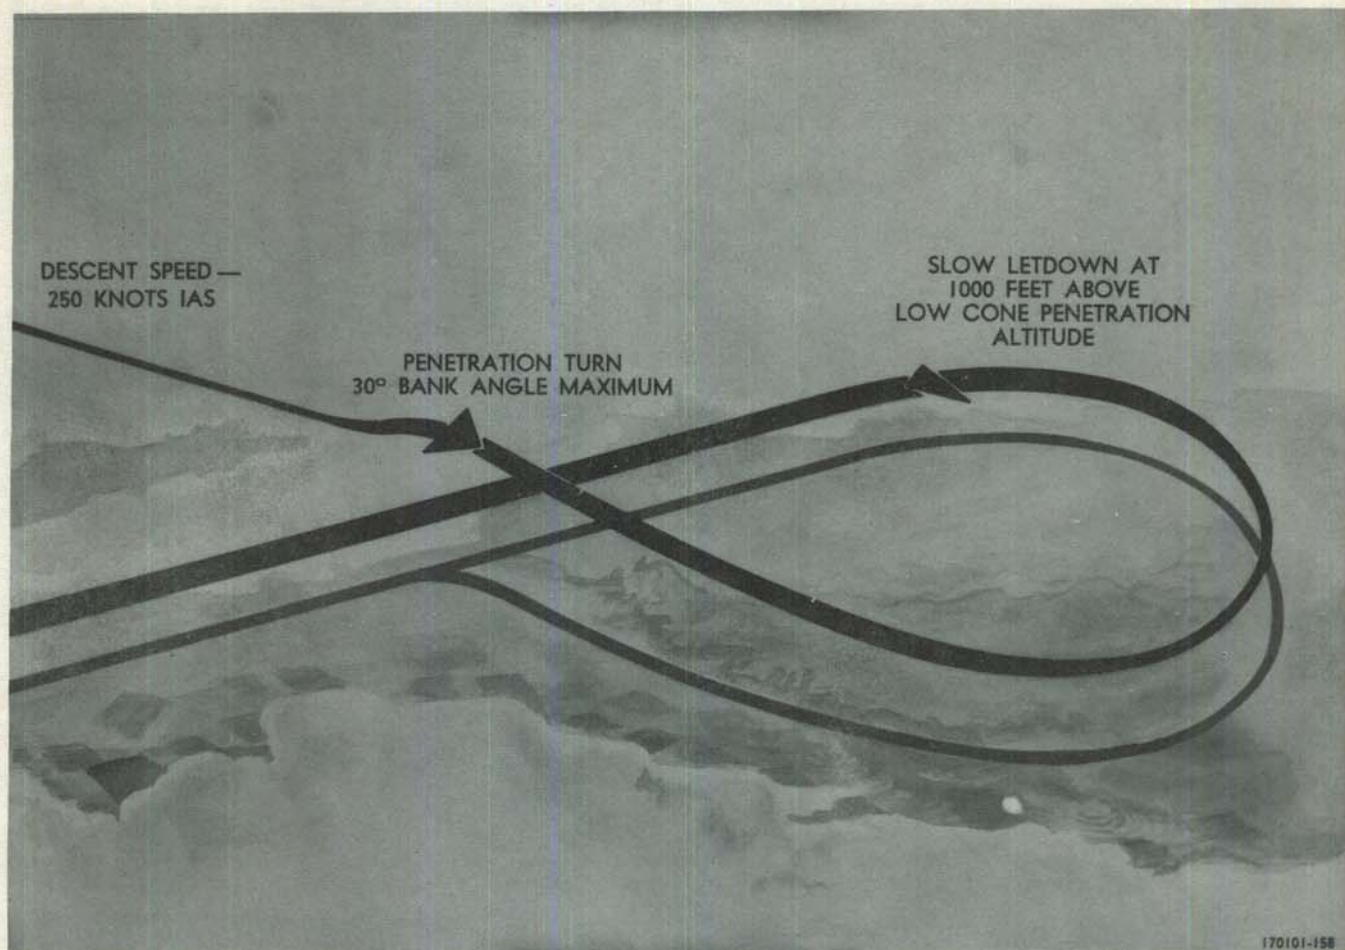 DESCENT SPEED —
250 KNOTS IAS
PENETRATION TURN
30° BANK ANGLE MAXIMUM
SLOW LETDOWN AT
1000 FEET ABOVE
LOW CONE PENETRATION
ALTITUDE
170101-158